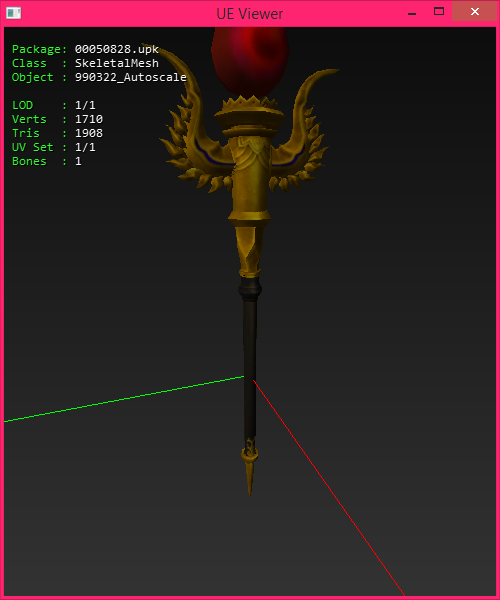 UE Viewer
Package: 00050828.upk
Class  : SkeletalMesh
Object : 990322_Autoscale
LOD    : 1/1
Verts  : 1710
Tris   : 1908
UV Set : 1/1
Bones  : 1